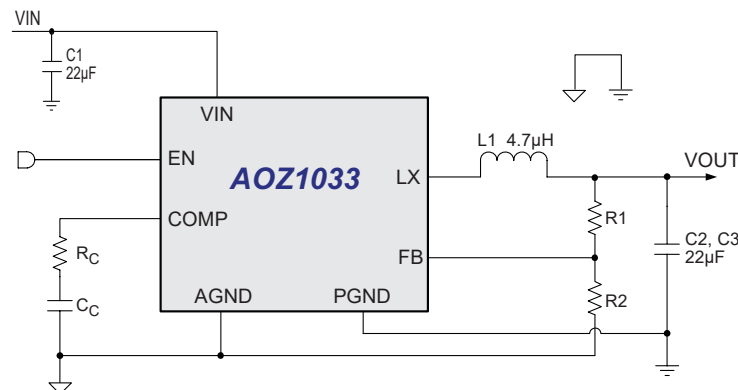 VIN
C1
22µF
VIN
L1 4.7µH
EN
AOZ1033
LX
VOUT
COMP
R1
RC
FB
C2, C3
22µF
CC
AGND
PGND
R2